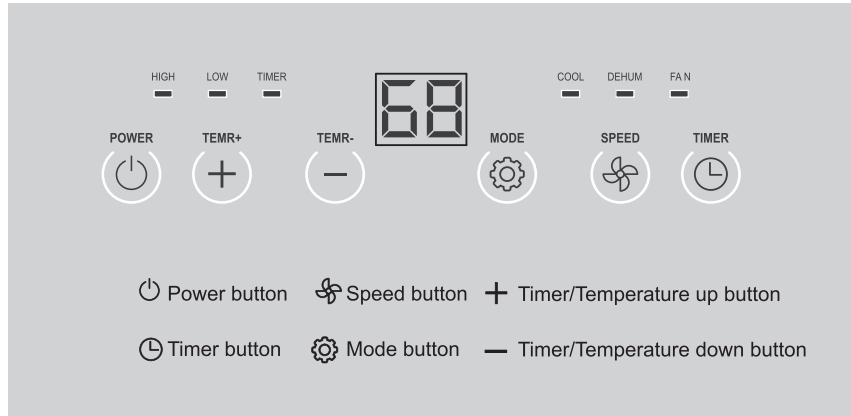 HIGH LOW TIMER COOL DEHUM FAN
68
POWER TEMR+ TEMR- MODE SPEED TIMER
Power button Speed button Timer/Temperature up button
Timer button Mode button Timer/Temperature down button